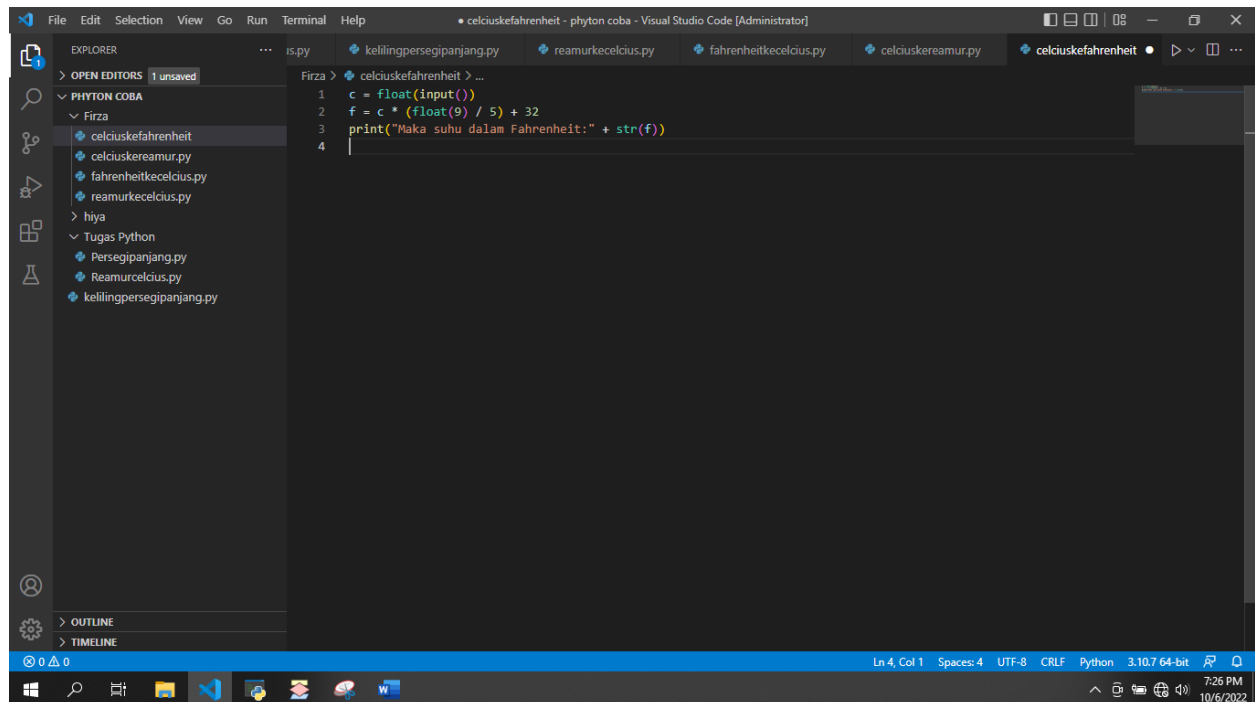 File Edit Selection View Go Run Terminal Help
● celciuskefahrenheit - phyton coba - Visual Studio Code [Administrator]
EXPLORER
is.py
kelilingpersegipanjang.py
reamurkecelcius.py
fahrenheitkecelcius.py
celciuskereamur.py
celciuskefahrenheit
OPEN EDITORS 1 unsaved
PHYTON COBA
Firza
celciuskefahrenheit
celciuskereamur.py
fahrenheitkecelcius.py
reamurkecelcius.py
hiya
Tugas Python
Persegipanjang.py
Reamurcelcius.py
kelilingpersegipanjang.py
OUTLINE
TIMELINE
Firza > celciuskefahrenheit > ...
1 c = float(input())
2 f = c * (float(9) / 5) + 32
3 print("Maka suhu dalam Fahrenheit:" + str(f))
4
1
0 0
Ln 4, Col 1 Spaces: 4 UTF-8 CRLF Python 3.10.7 64-bit
W
7:26 PM
10/6/2022